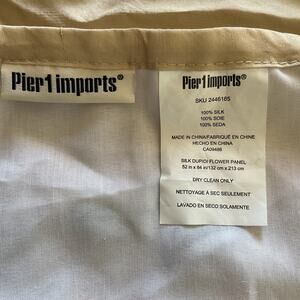 Pier1 imports®
Pier1 imports®
SKU 2446165
100% SILK
100% SOIE
100% SEDA
MADE IN CHINA/FABRIQUÉ EN CHINE
HECHO EN CHINA
CA09486
SILK DUPIOI FLOWER PANEL
52 in x 84 in/132 cm x 213 cm
DRY CLEAN ONLY
NETTOYAGE À SEC SEULEMENT
LAVADO EN SECO SOLAMENTE